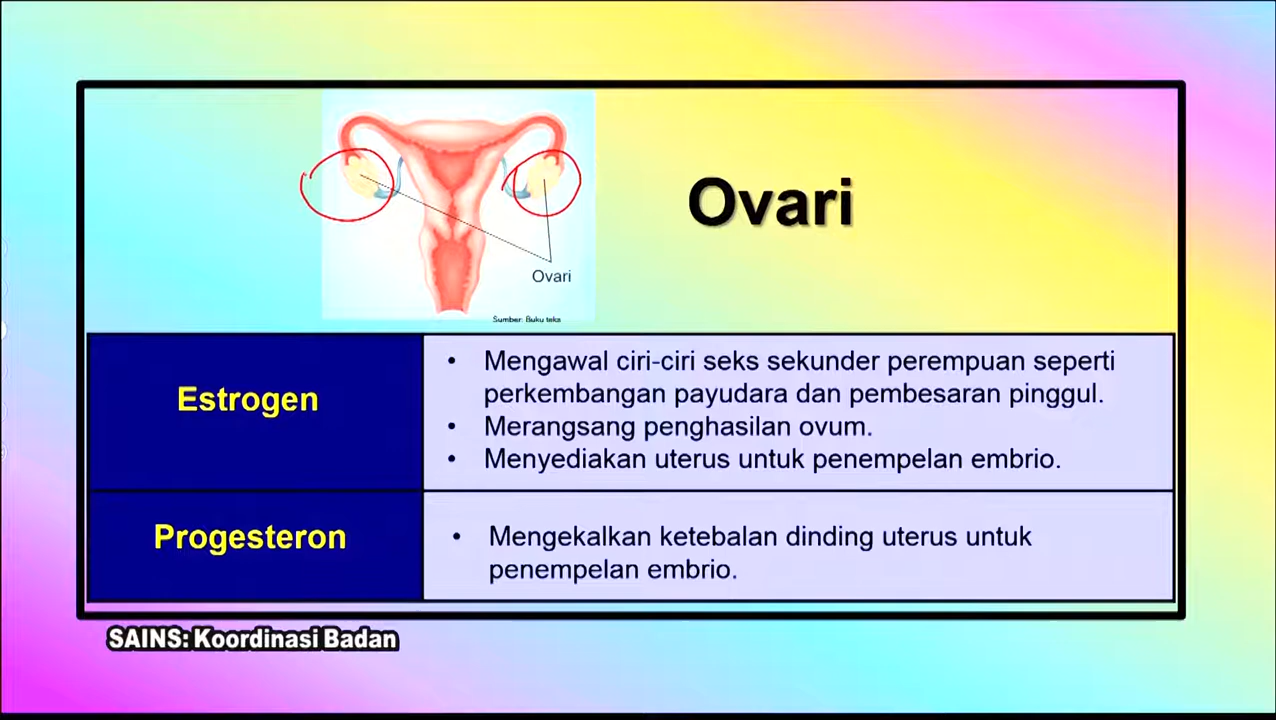 Ovari
Ovari
Sumber: Buku teks
Estrogen
• Mengawal ciri-ciri seks sekunder perempuan seperti
perkembangan payudara dan pembesaran pinggul.
• Merangsang penghasilan ovum.
• Menyediakan uterus untuk penempelan embrio.
Progesteron
• Mengekalkan ketebalan dinding uterus untuk
penempelan embrio.
SAINS: Koordinasi Badan